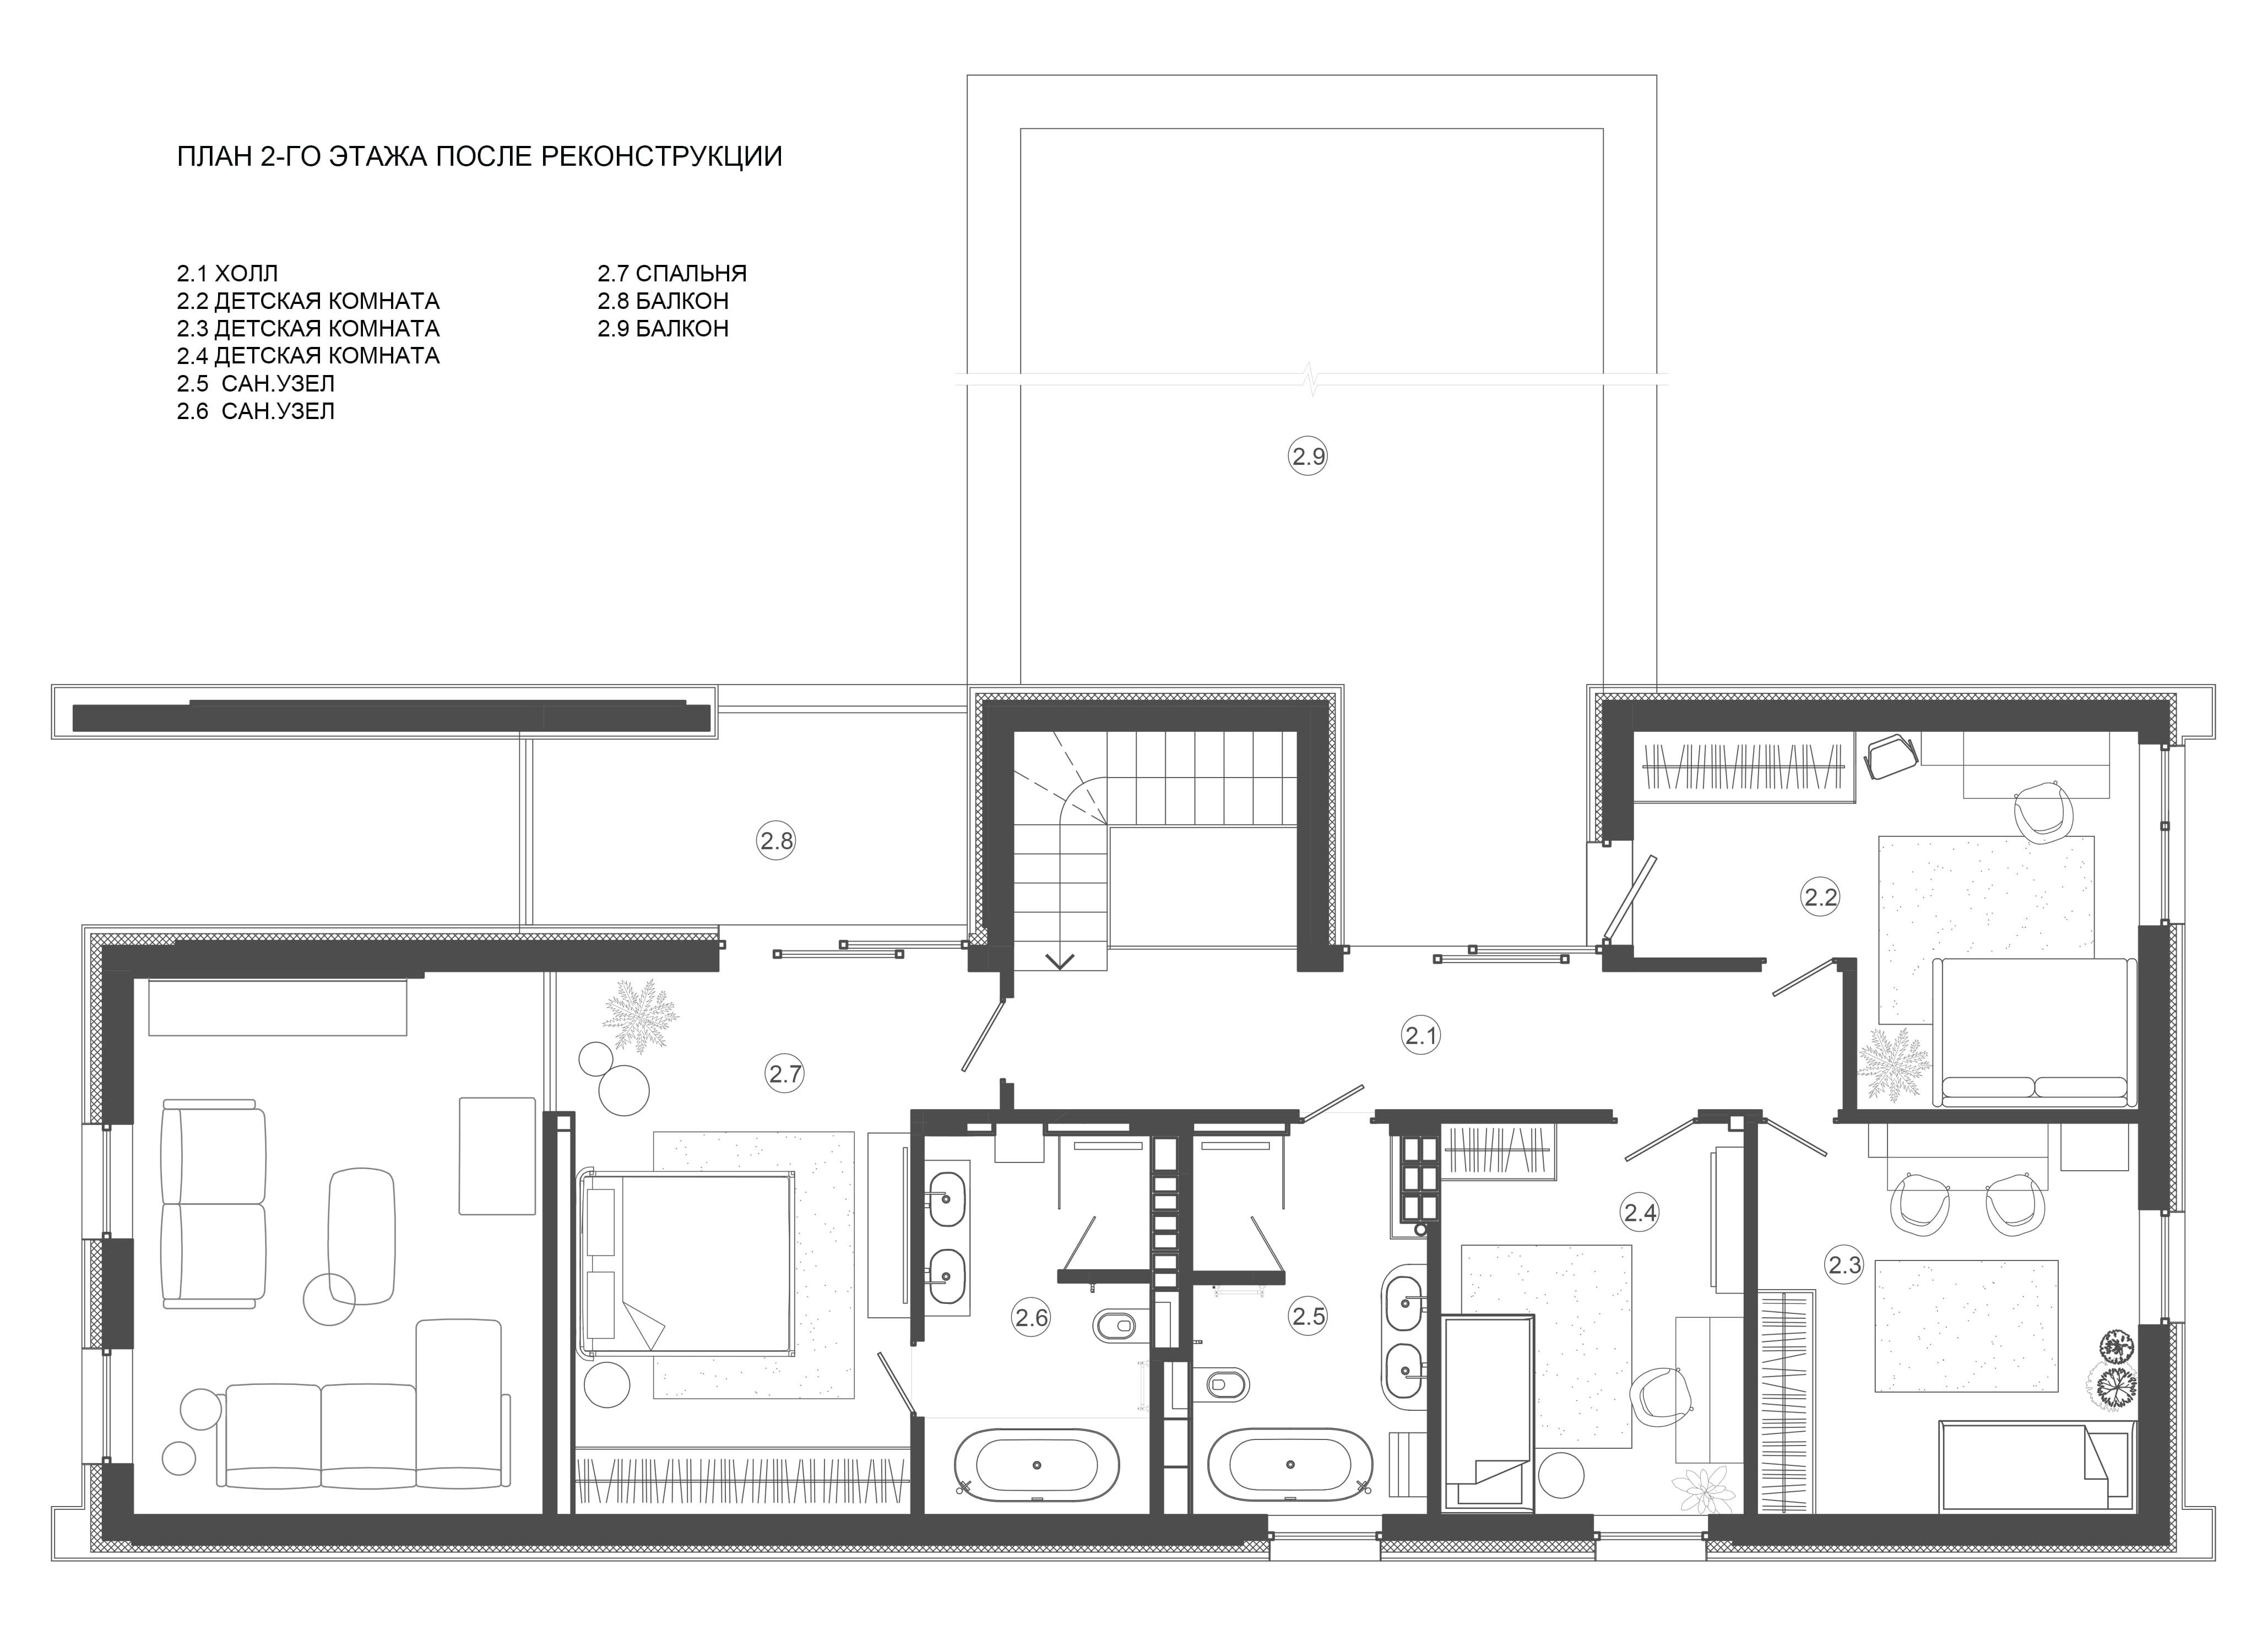 ПЛАН 2-ГО ЭТАЖА ПОСЛЕ РЕКОНСТРУКЦИИ
2.1 ХОЛЛ
2.2 ДЕТСКАЯ КОМНАТА
2.3 ДЕТСКАЯ КОМНАТА
2.4 ДЕТСКАЯ КОМНАТА
2.5 САН.УЗЕЛ
2.6 САН.УЗЕЛ
2.7 СПАЛЬНЯ
2.8 БАЛКОН
2.9 БАЛКОН
2.9
2.8
2.2
2.1
2.7
2.4
2.3
2.6
2.5